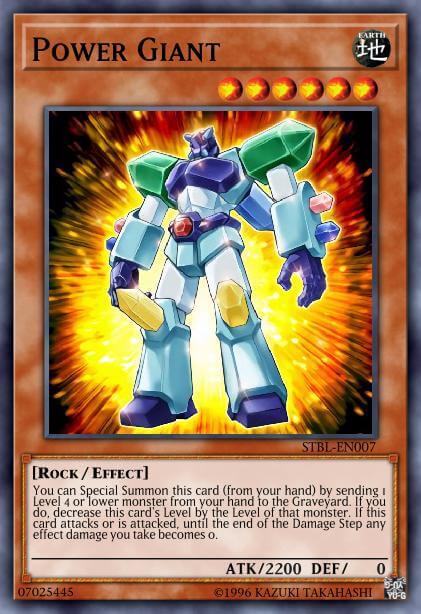 POWER GIANT
EARTH
地
STBL-EN007
[ROCK / EFFECT]
You can Special Summon this card (from your hand) by sending 1
Level 4 or lower monster from your hand to the Graveyard. If you
do, decrease this card's Level by the Level of that monster. If this
card attacks or is attacked, until the end of the Damage Step any
effect damage you take becomes 0.
ATK/2200 DEF/ 0
07025445 ©1996 KAZUKI TAKAHASHI